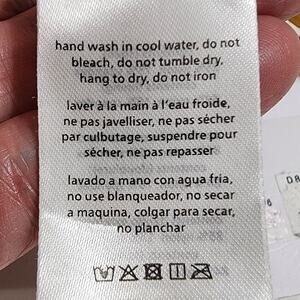 hand wash in cool water, do not
bleach, do not tumble dry,
hang to dry, do not iron
laver à la main à l'eau froide,
ne pas javelliser, ne pas sécher
par culbutage, suspendre pour
sécher, ne pas repasser
lavado a mano con agua fría,
no use blanqueador, no secar
a maquina, colgar para secar,
no planchar